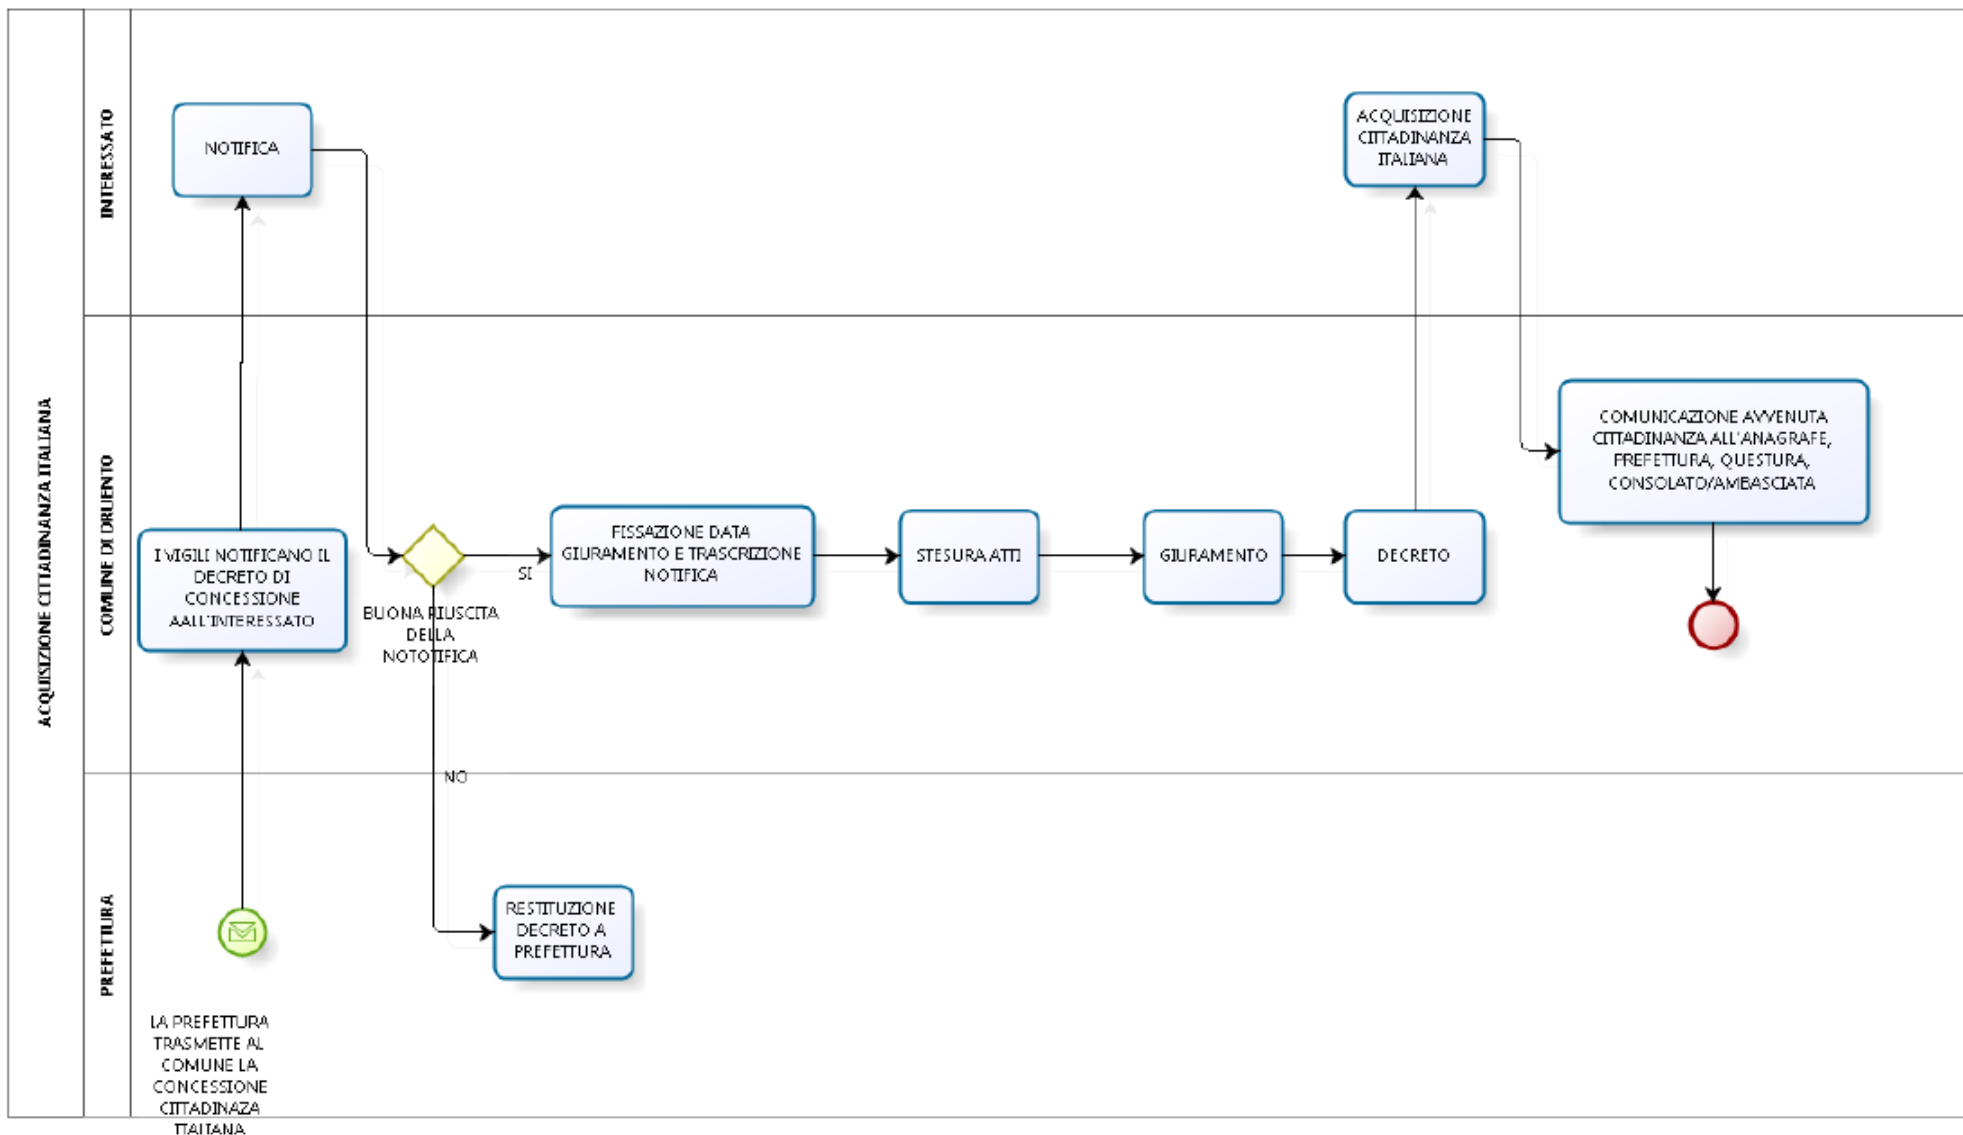 ACQUISIZIONE CITTADINANZA ITALIANA
INTERESSATO
NOTIFICA
ACQUISIZIONE
CITTADINANZA
ITALIANA
COMUNE DI DRUENTO
I VIGILI NOTIFICANO IL
DECRETO DI
CONCESSIONE
AALL'INTERESSATO
BUONA RIUSCITA
DELLA
NOTOTIFICA
SI
NO
FISSAZIONE DATA
GIURAMENTO E TRASCRIZIONE
NOTIFICA
STESURA ATTI
GIURAMENTO
DECRETO
COMUNICAZIONE AVVENUTA
CITTADINANZA ALL'ANAGRAFE,
PREFETTURA, QUESTURA,
CONSOLATO/AMBASCIATA
PREFETTURA
LA PREFETTURA
TRASMETTE AL
COMUNE LA
CONCESSIONE
CITTADINAZA
ITALIANA
RESTITUZIONE
DECRETO A
PREFETTURA